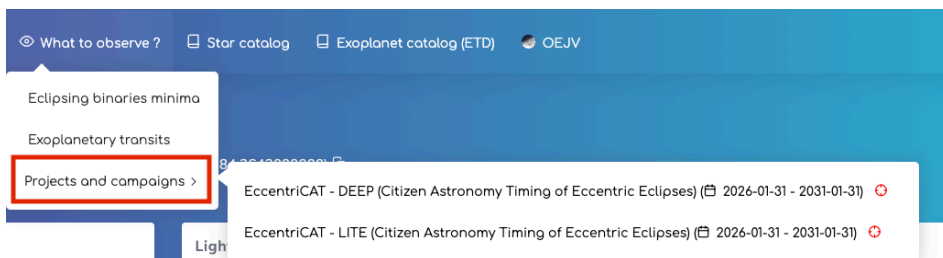 What to observe ?
Star catalog
Exoplanet catalog (ETD)
OEJV
Eclipsing binaries minima
Exoplanetary transits
Projects and campaigns >
EccentriCAT - DEEP (Citizen Astronomy Timing of Eccentric Eclipses) ( 2026-01-31 - 2031-01-31)
EccentriCAT - LITE (Citizen Astronomy Timing of Eccentric Eclipses) ( 2026-01-31 - 2031-01-31)
Ligh